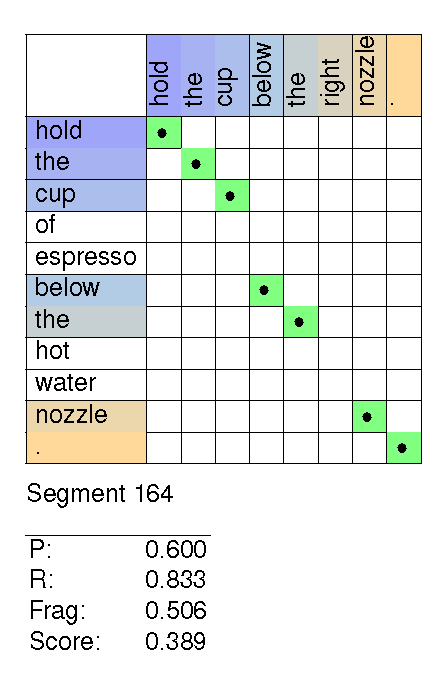 hold the cup below the right nozzle .
hold
the
cup
of
espresso
below
the
hot
water
nozzle
.
Segment 164
P: 0.600
R: 0.833
Frag: 0.506
Score: 0.389